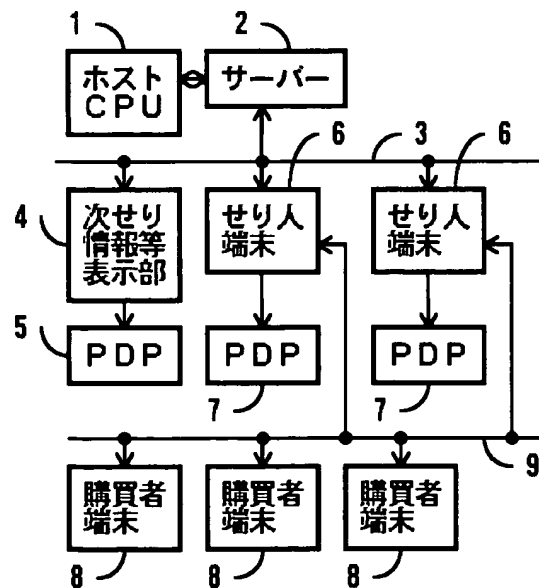 1
2
ホスト
CPU
サーバー
6
3
6
4
次せり
情報等
表示部
せり人
端末
せり人
端末
5
PDP
PDP
PDP
7
7
9
購買者
端末
購買者
端末
購買者
端末
8
8
8